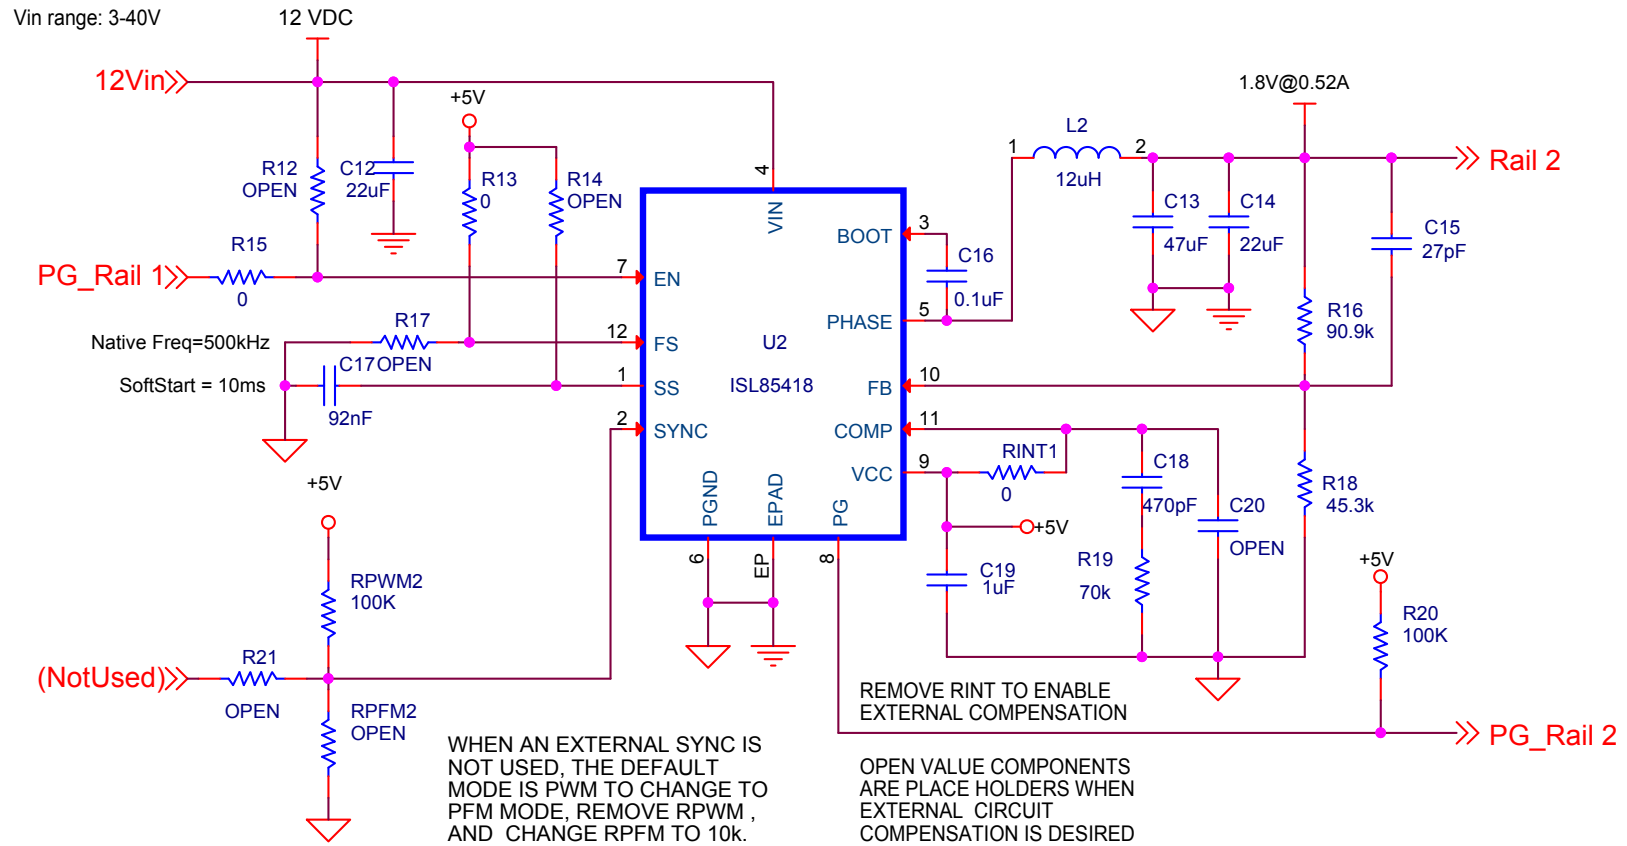 Vin range: 3-40V
12 VDC
12Vin
+5V
1.8V@0.52A
L2
1
2
12uH
Rail 2
R12
OPEN
C12
22uF
R13
0
R14
OPEN
4
VIN
C13
47uF
C14
22uF
C15
27pF
BOOT
3
C16
0.1uF
R15
0
PG_Rail 1
7
EN
PHASE
5
R16
90.9k
Native Freq=500kHz
R17
OPEN
12
FS
U2
ISL85418
SoftStart = 10ms
C17
92nF
1
SS
FB
10
2
SYNC
COMP
11
VCC
9
RINT1
0
C18
470pF
C20
OPEN
R18
45.3k
PGND
EPAD
PG
6
EP
8
+5V
+5V
C19
1uF
R19
70k
+5V
R20
100K
RPWM2
100K
(NotUsed)
R21
OPEN
RPFM2
OPEN
REMOVE RINT TO ENABLE
EXTERNAL COMPENSATION
PG_Rail 2
WHEN AN EXTERNAL SYNC IS
NOT USED, THE DEFAULT
MODE IS PWM TO CHANGE TO
PFM MODE, REMOVE RPWM ,
AND CHANGE RPFM TO 10k.
OPEN VALUE COMPONENTS
ARE PLACE HOLDERS WHEN
EXTERNAL CIRCUIT
COMPENSATION IS DESIRED